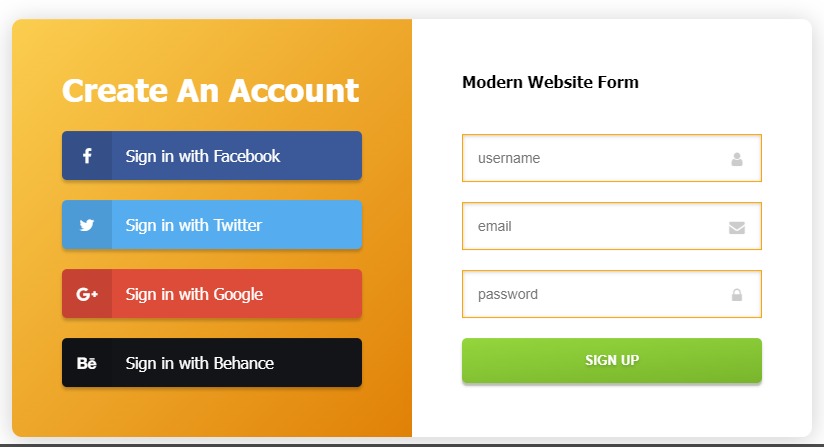 Create An Account
Sign in with Facebook
Sign in with Twitter
G+ Sign in with Google
Bē Sign in with Behance
Modern Website Form
username
email
password
SIGN UP